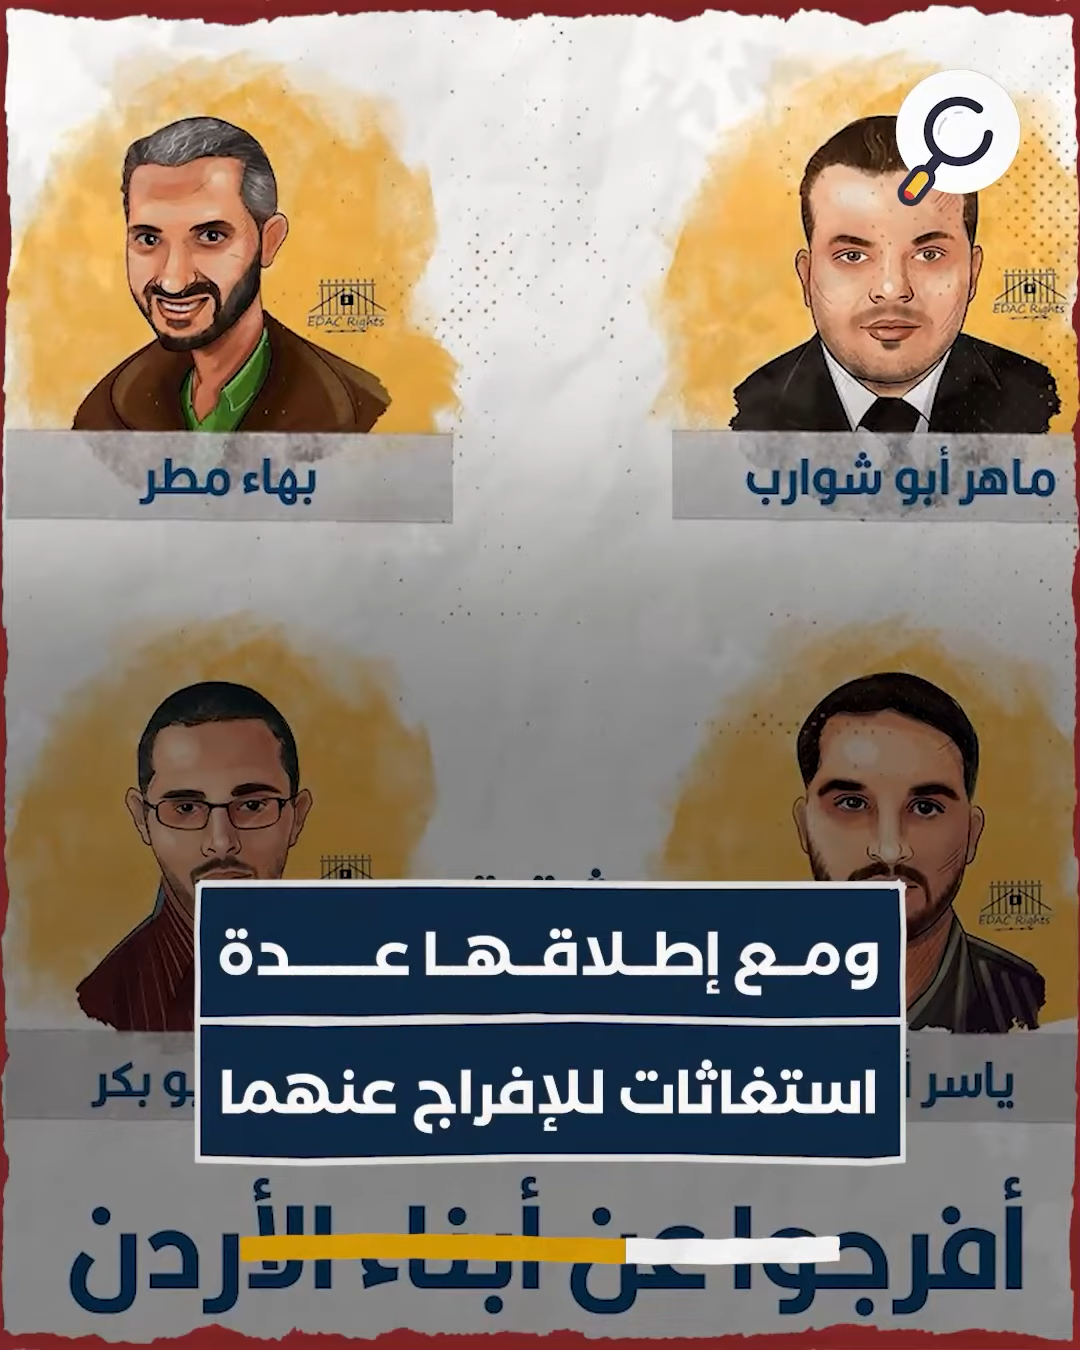 ماهر أبو شوارب
بهاء مطر
EDAC Rights
EDAC Rights
EDAC Rights
ياسر
بو بكر
ومع إطلاقها عدة
استغاثات للإفراج عنهما
أفرجوا عن أبناء الأردن